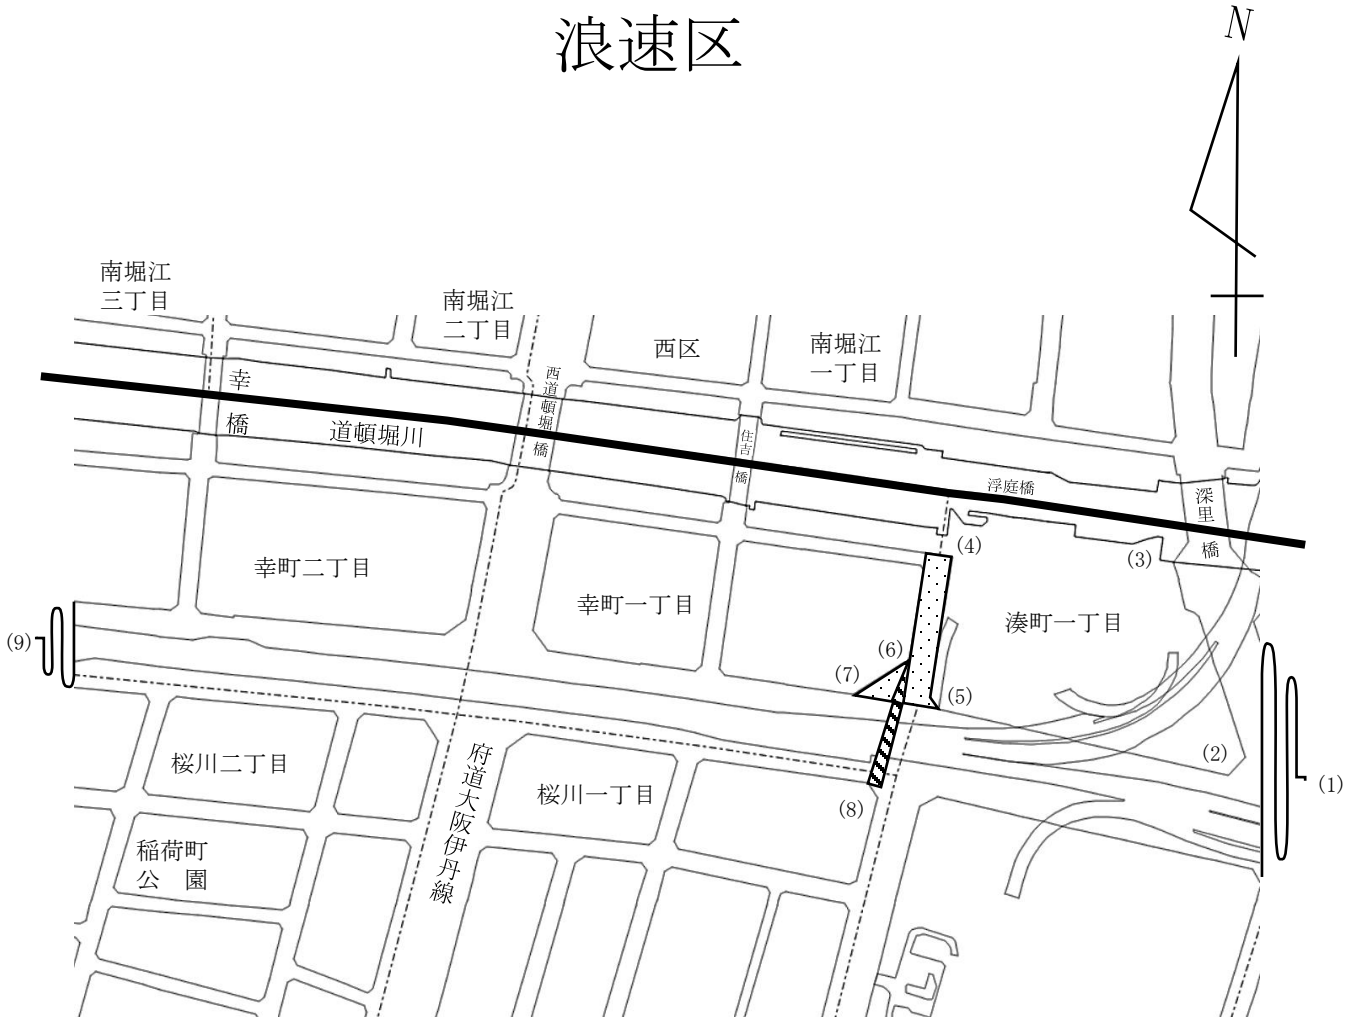 浪速区
N
南堀江
三丁目
南堀江
二丁目
西区
南堀江
一丁目
幸橋
道頓堀川
西道頓堀橋
住吉橋
浮庭橋
深里橋
(4)
(3)
幸町二丁目
幸町一丁目
湊町一丁目
(9)
(6)
(7)
(5)
(2)
(1)
桜川二丁目
府道大阪伊丹線
桜川一丁目
(8)
稲荷町
公 園